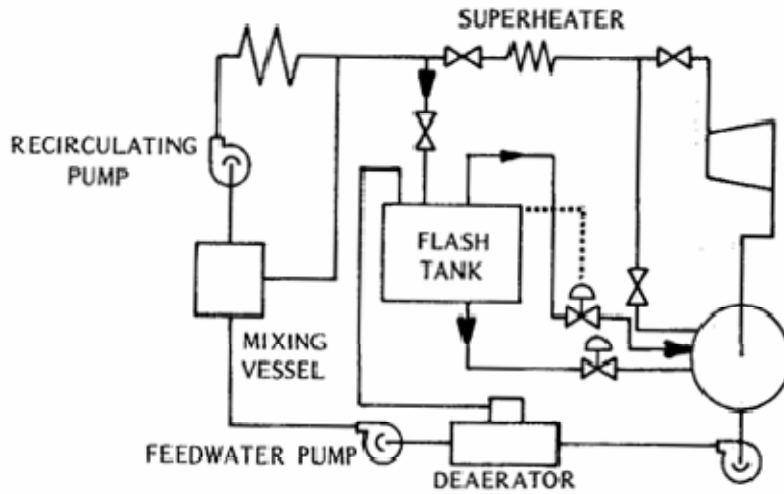 SUPERHEATER
RECIRCULATING
PUMP
FLASH
TANK
MIXING
VESSEL
FEEDWATER PUMP
DEAERATOR